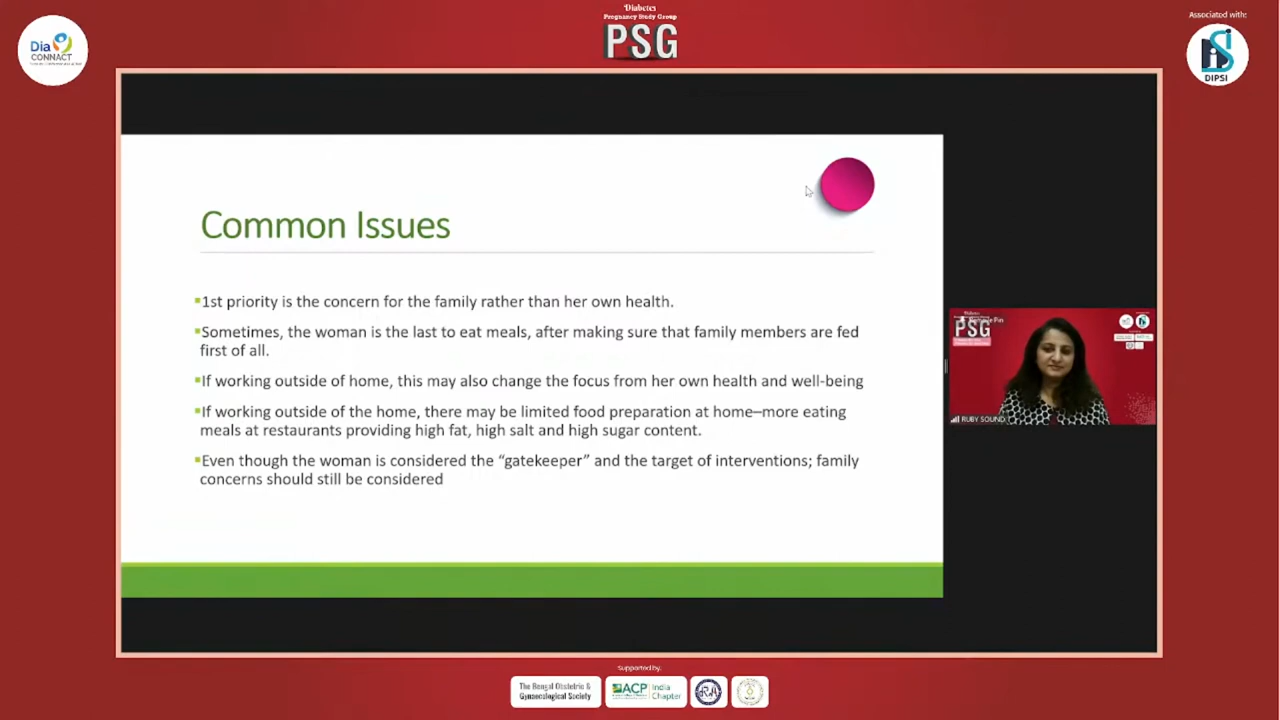 Diabetes
Pregnancy Study Group
PSG
Associated with:
Dia
CONNACT
DIPSI
Common Issues
1st priority is the concern for the family rather than her own health.
Sometimes, the woman is the last to eat meals, after making sure that family members are fed
first of all.
If working outside of home, this may also change the focus from her own health and well-being
If working outside of the home, there may be limited food preparation at home–more eating
meals at restaurants providing high fat, high salt and high sugar content.
Even though the woman is considered the “gatekeeper” and the target of interventions; family
concerns should still be considered
PSG
RUBY SOUND
Supported by:
The Bengal Obstetric &
Gynaecological Society
ACP
India
Chapter